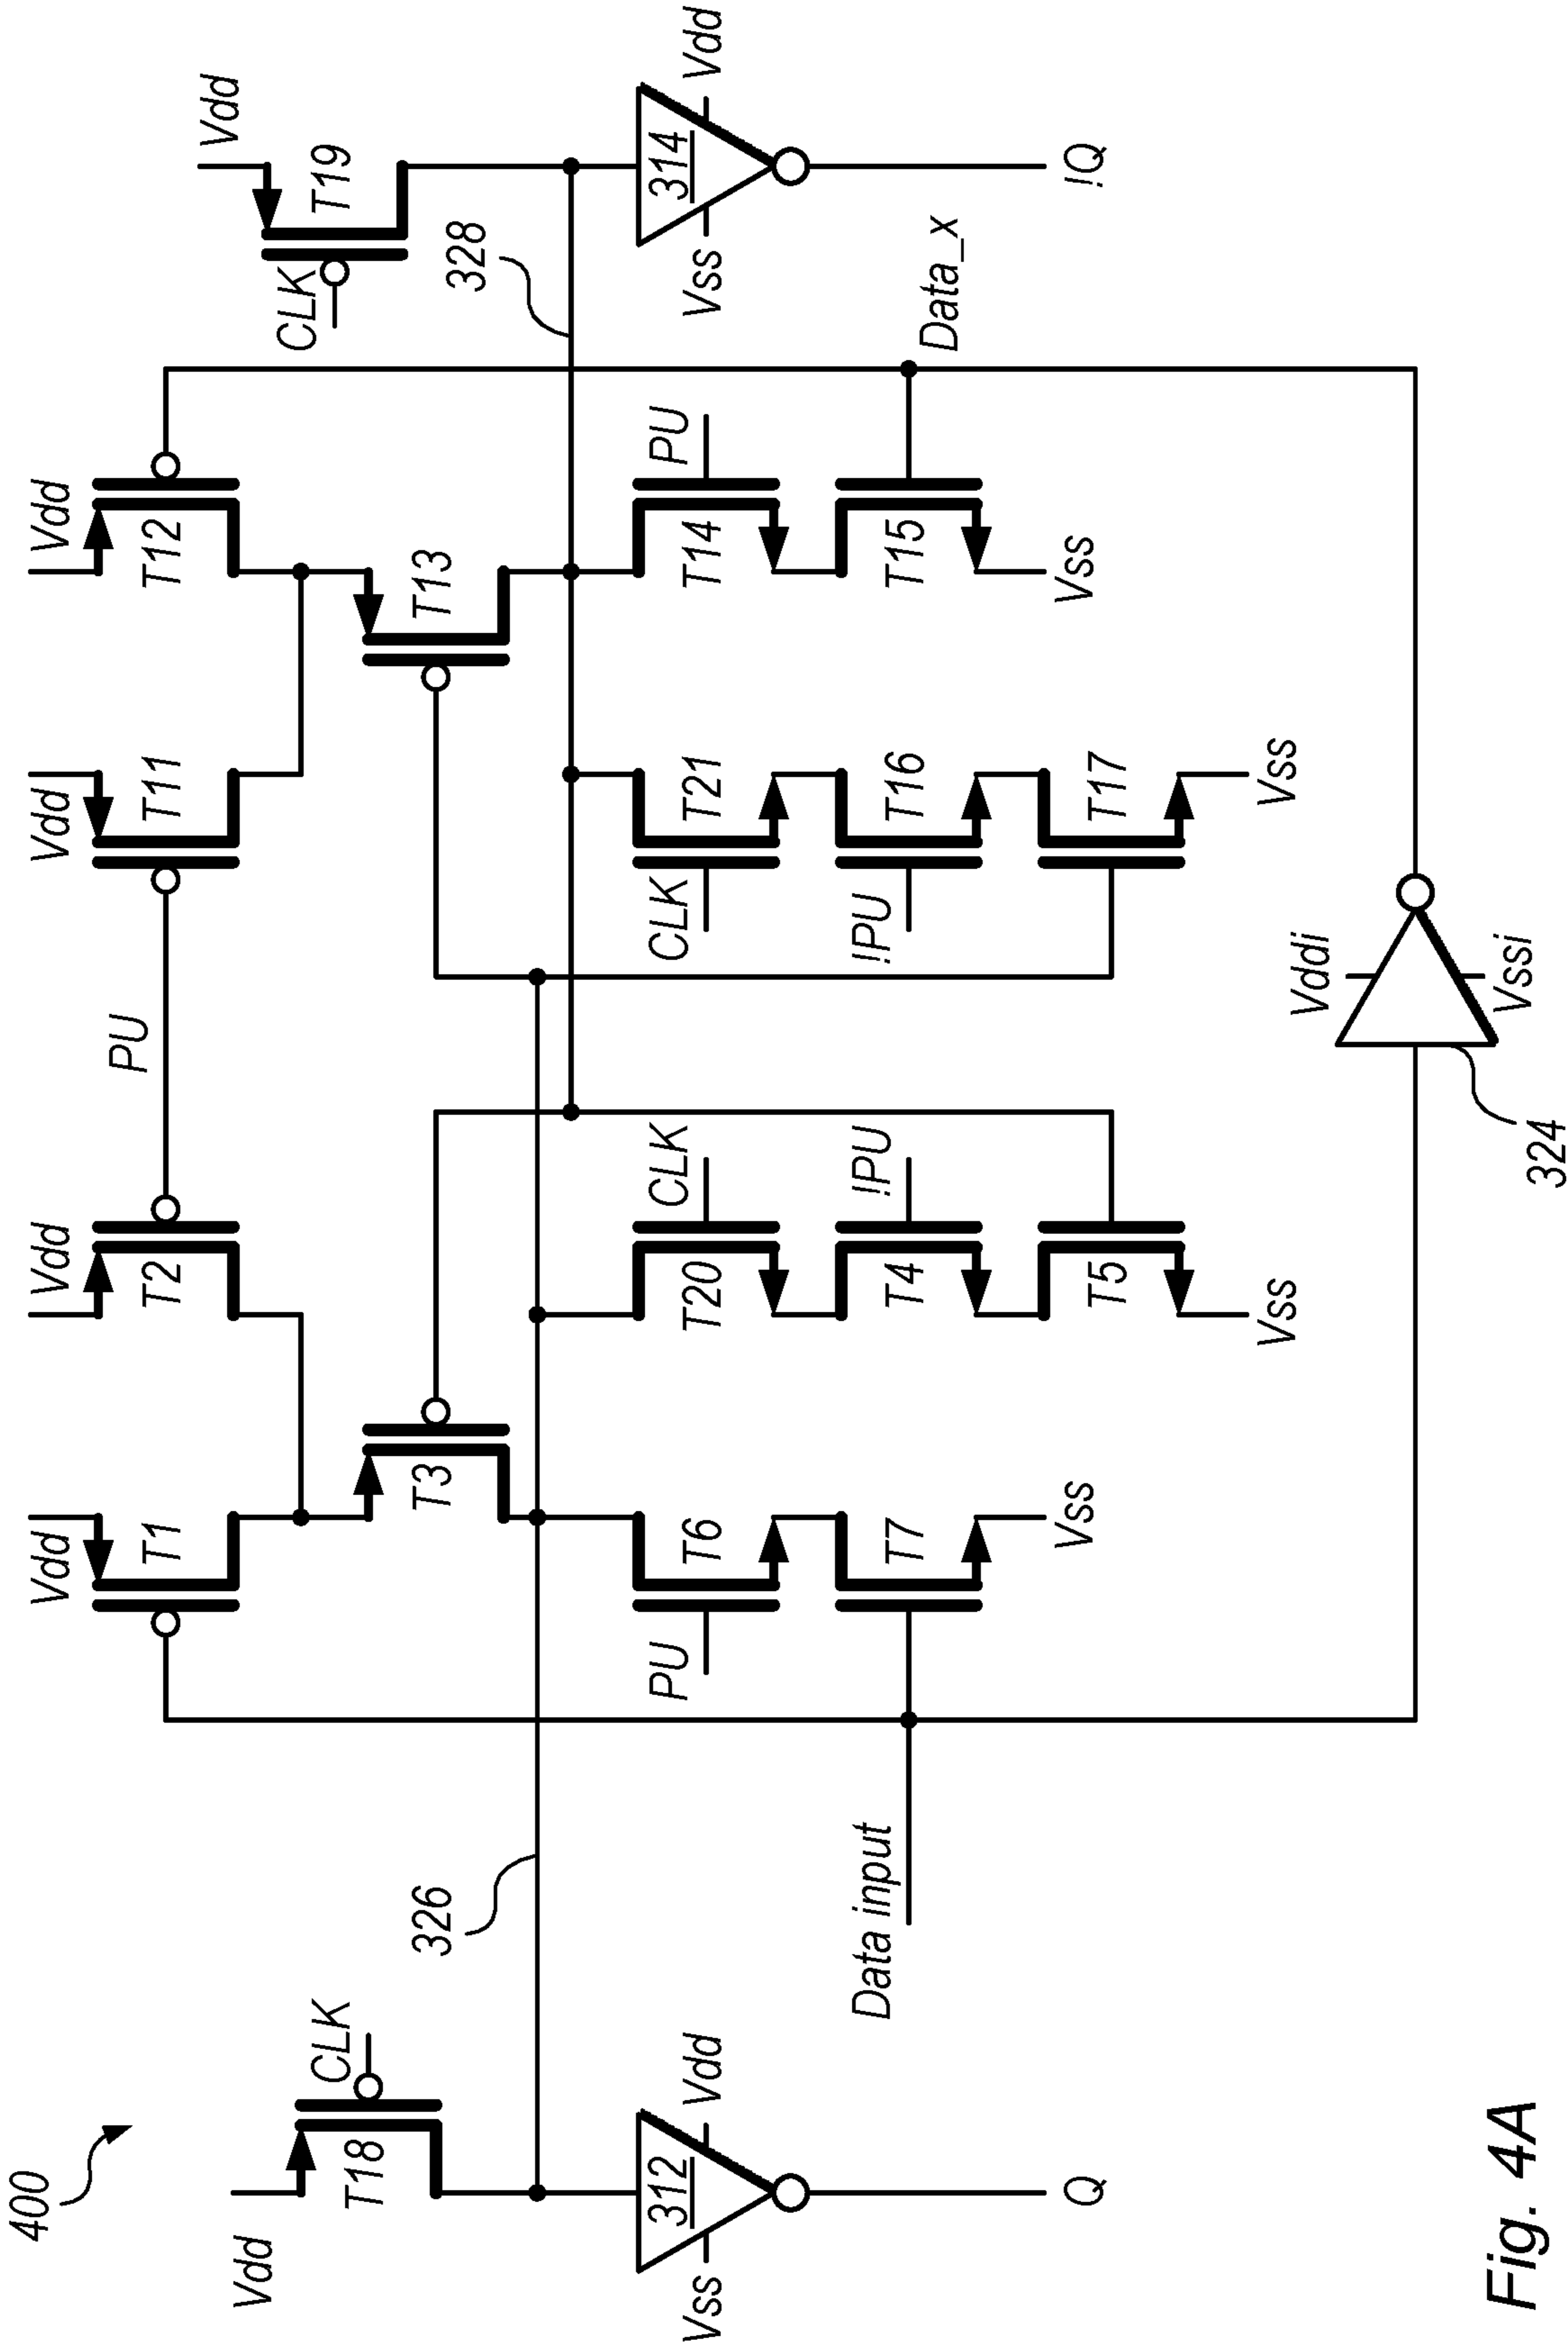 400
Vdd
T18
CLK
Vss
312
Vdd
Q
326
Data input
Vdd
T1
Vdd
T2
PU
Vdd
T11
Vdd
T12
T3
T13
CLK
Vdd
T19
328
PU
T6
T20
CLK
CLK
T21
T14
PU
Vss
314
Vdd
!Q
T7
T4
!PU
!PU
T16
T15
Data_x
Vss
T5
T17
Vss
Vss
Vss
Vddi
Vssi
324
Fig. 4A